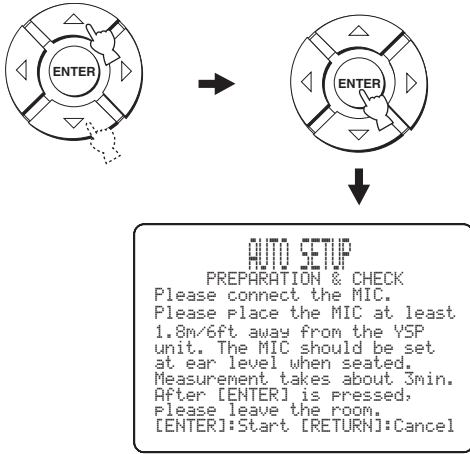 ENTER
ENTER
AUTO SETUP
PREPARATION & CHECK
Please connect the MIC.
Please place the MIC at least
1.8m/6ft away from the YSP
unit. The MIC should be set
at ear level when seated.
Measurement takes about 3min.
After [ENTER] is pressed,
please leave the room.
[ENTER]:Start [RETURN]:Cancel